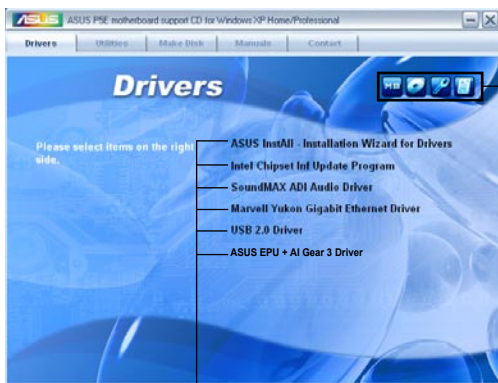 ASUS ASUS P5E motherboard support CD for Windows XP Home/Professional
Drivers Utilities Make Disk Manuals Contact
Drivers
Please select items on the right side.
ASUS InstAll - Installation Wizard for Drivers
Intel Chipset Inf Update Program
SoundMAX ADI Audio Driver
Marvell Yukon Gigabit Ethernet Driver
USB 2.0 Driver
ASUS EPU + AI Gear 3 Driver